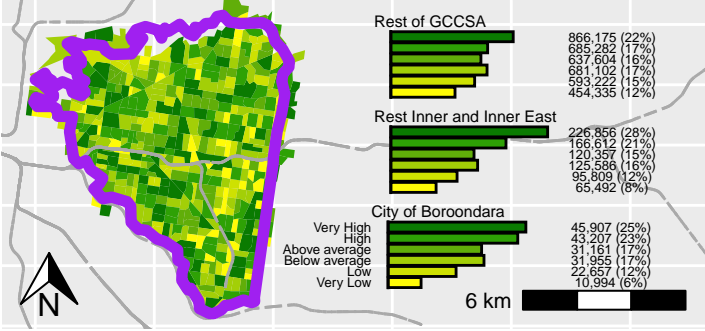 Rest of GCCSA
866,175 (22%)
685,282 (17%)
637,604 (16%)
681,102 (17%)
593,222 (15%)
454,335 (12%)
Rest Inner and Inner East
226,856 (28%)
166,612 (21%)
120,357 (15%)
125,586 (16%)
95,809 (12%)
65,492 (8%)
City of Boroondara
Very High 45,907 (25%)
High 43,207 (23%)
Above average 31,161 (17%)
Below average 31,955 (17%)
Low 22,657 (12%)
Very Low 10,994 (6%)
N
6 km